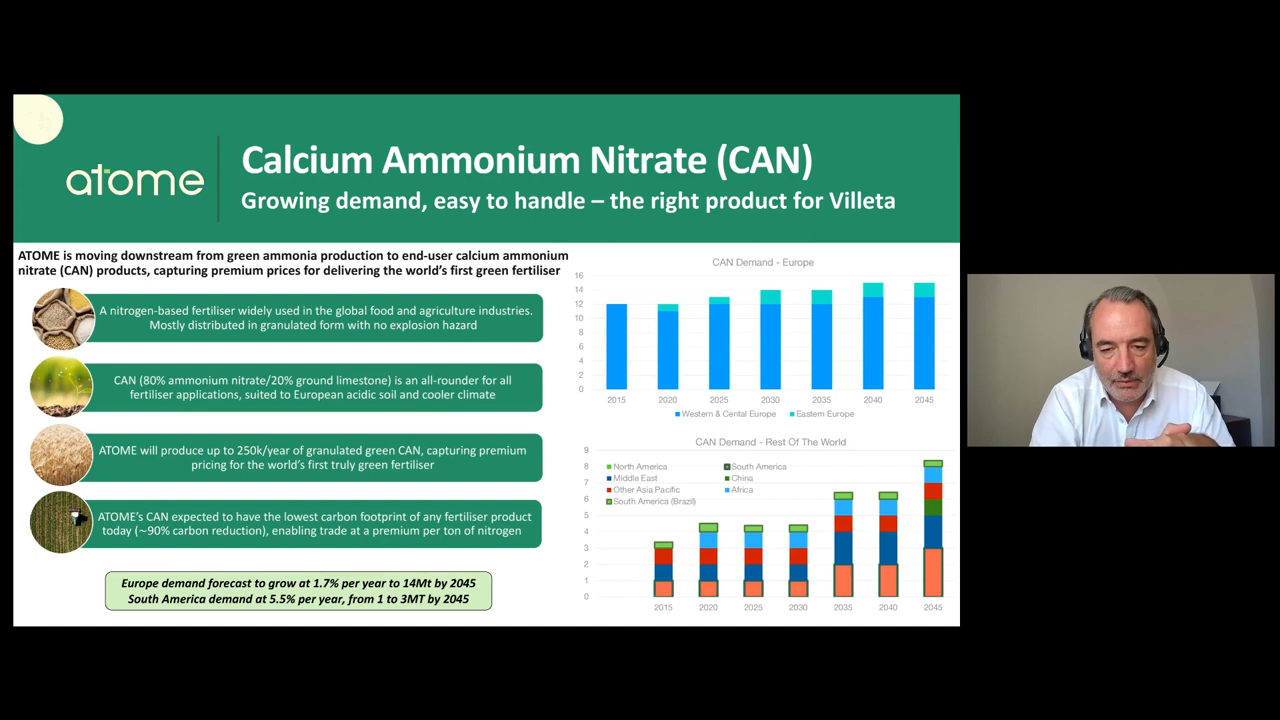 atome
Calcium Ammonium Nitrate (CAN)
Growing demand, easy to handle – the right product for Villeta
ATOME is moving downstream from green ammonia production to end-user calcium ammonium
nitrate (CAN) products, capturing premium prices for delivering the world's first green fertiliser
A nitrogen-based fertiliser widely used in the global food and agriculture industries.
Mostly distributed in granulated form with no explosion hazard
CAN (80% ammonium nitrate/20% ground limestone) is an all-rounder for all
fertiliser applications, suited to European acidic soil and cooler climate
ATOME will produce up to 250k/year of granulated green CAN, capturing premium
pricing for the world's first truly green fertiliser
ATOME's CAN expected to have the lowest carbon footprint of any fertiliser product
today (~90% carbon reduction), enabling trade at a premium per ton of nitrogen
Europe demand forecast to grow at 1.7% per year to 14Mt by 2045
South America demand at 5.5% per year, from 1 to 3MT by 2045
CAN Demand - Europe
16
14
12
10
8
6
4
2
0
2015 2020 2025 2030 2035 2040 2045
Western & Cental Europe Eastern Europe
CAN Demand - Rest Of The World
9
8
7
6
5
4
3
2
1
0
North America South America
Middle East China
Other Asia Pacific Africa
South America (Brazil)
2015 2020 2025 2030 2035 2040 2045